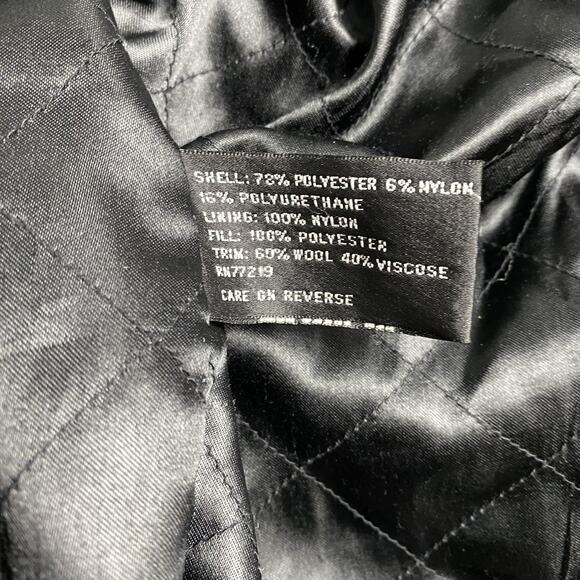 SHELL: 78% POLYESTER 6% NYLON
16% POLYURETHANE
LINING: 100% NYLON
FILL: 100% POLYESTER
TRIM: 60% WOOL 40% VISCOSE
RN77219
CARE ON REVERSE